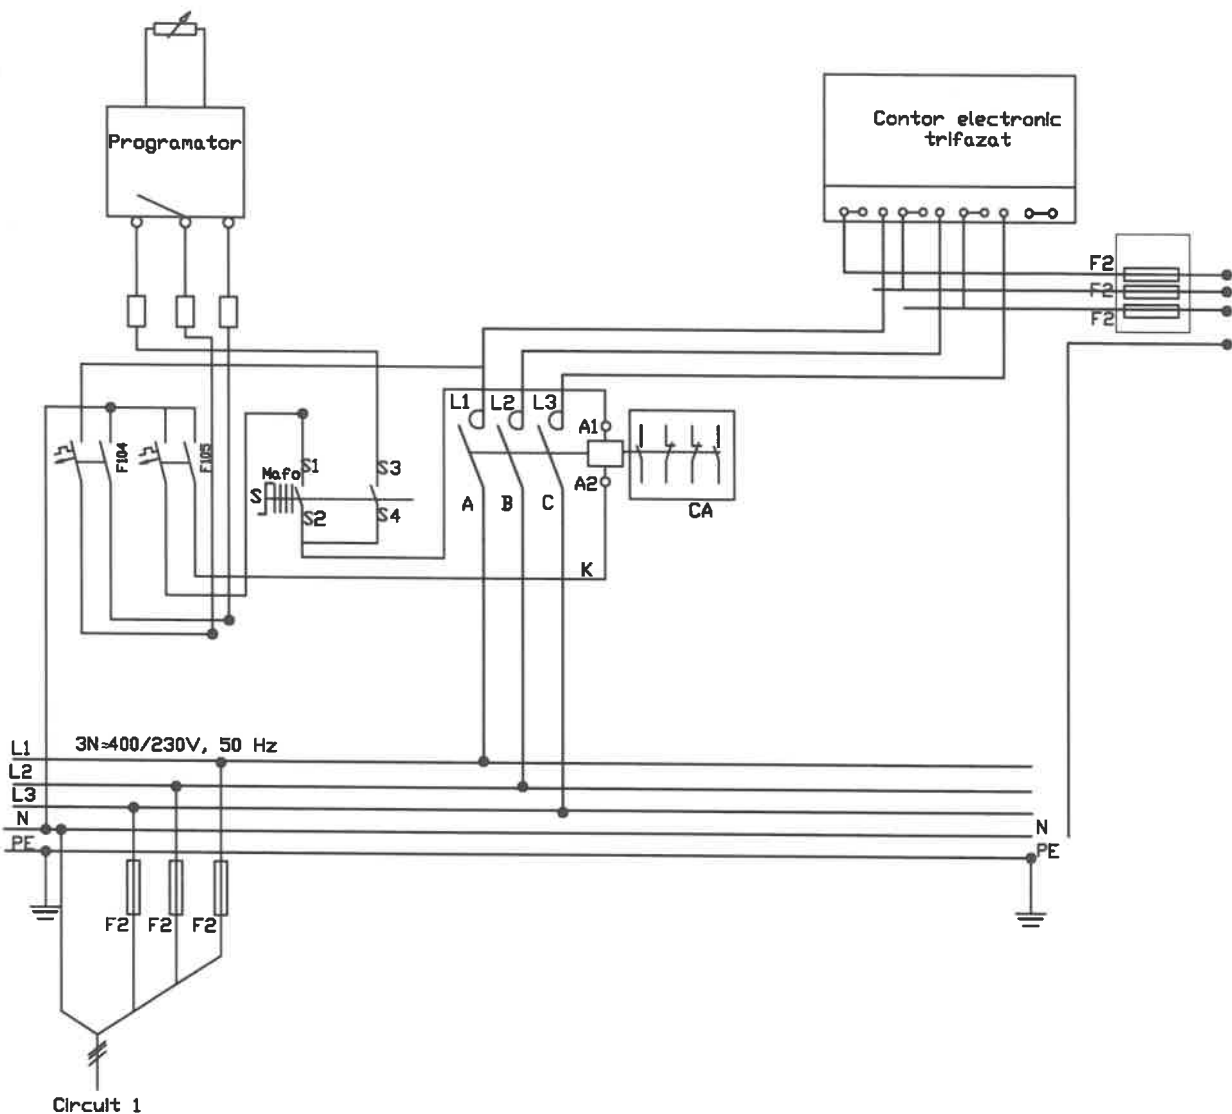 Programator
Contor electronic
trifazat
F2
F2
F2
L1
L2
L3
A1
A2
F104
F105
Mafo
S1
S
S2
S3
S4
A
B
C
CA
K
L1
3N≈400/230V, 50 Hz
L2
L3
N
PE
N
PE
F2
F2
F2
Circuit 1